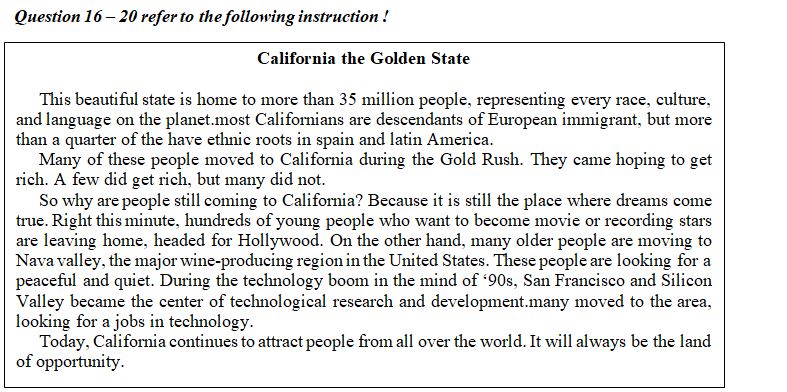 Question 16 – 20 refer to the following instruction !
California the Golden State
This beautiful state is home to more than 35 million people, representing every race, culture,
and language on the planet.most Californians are descendants of European immigrant, but more
than a quarter of the have ethnic roots in spain and latin America.
Many of these people moved to California during the Gold Rush. They came hoping to get
rich. A few did get rich, but many did not.
So why are people still coming to California? Because it is still the place where dreams come
true. Right this minute, hundreds of young people who want to become movie or recording stars
are leaving home, headed for Hollywood. On the other hand, many older people are moving to
Nava valley, the major wine-producing region in the United States. These people are looking for a
peaceful and quiet. During the technology boom in the mind of ‘90s, San Francisco and Silicon
Valley became the center of technological research and development.many moved to the area,
looking for a jobs in technology.
Today, California continues to attract people from all over the world. It will always be the land
of opportunity.